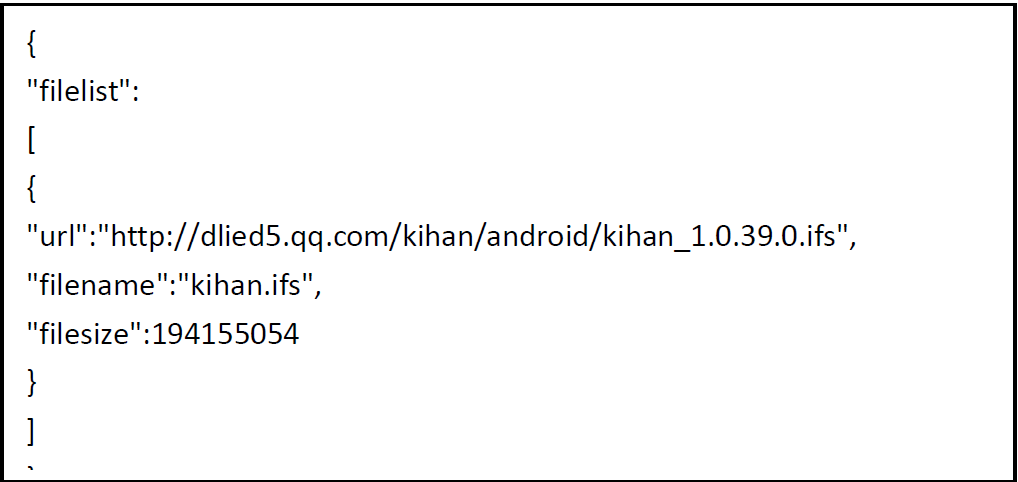 {
"filelist":
[
{
"url":"http://dlied5.qq.com/kihan/android/kihan_1.0.39.0.ifs",
"filename":"kihan.ifs",
"filesize":194155054
}
]